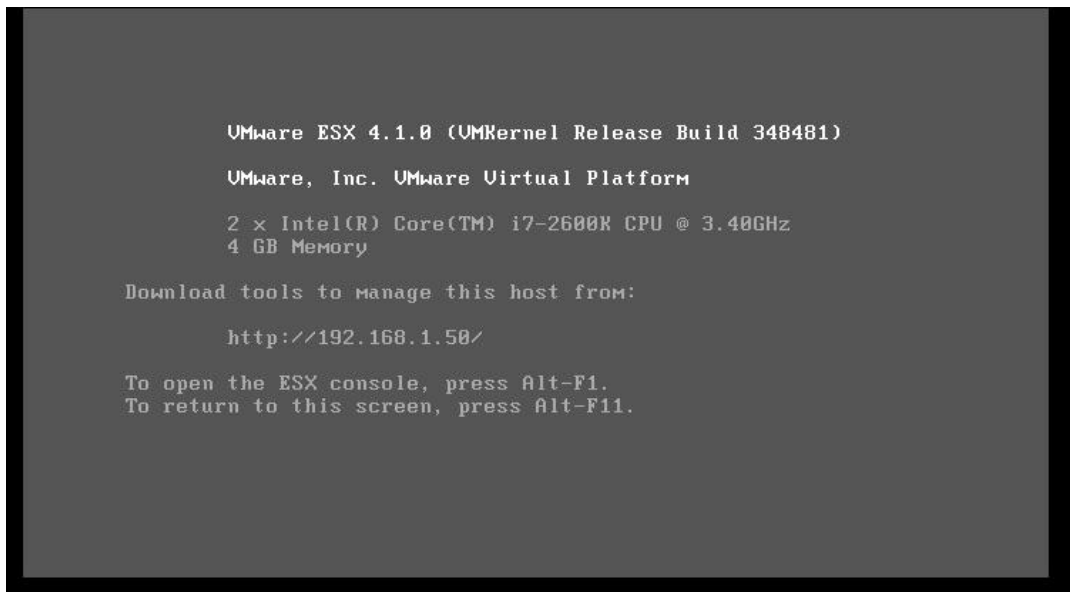 VMware ESX 4.1.0 (VMKernel Release Build 348481)
VMware, Inc. VMware Virtual Platform
2 x Intel(R) Core(TM) i7-2600K CPU @ 3.40GHz
4 GB Memory
Download tools to manage this host from:
http://192.168.1.50/
To open the ESX console, press Alt-F1.
To return to this screen, press Alt-F11.